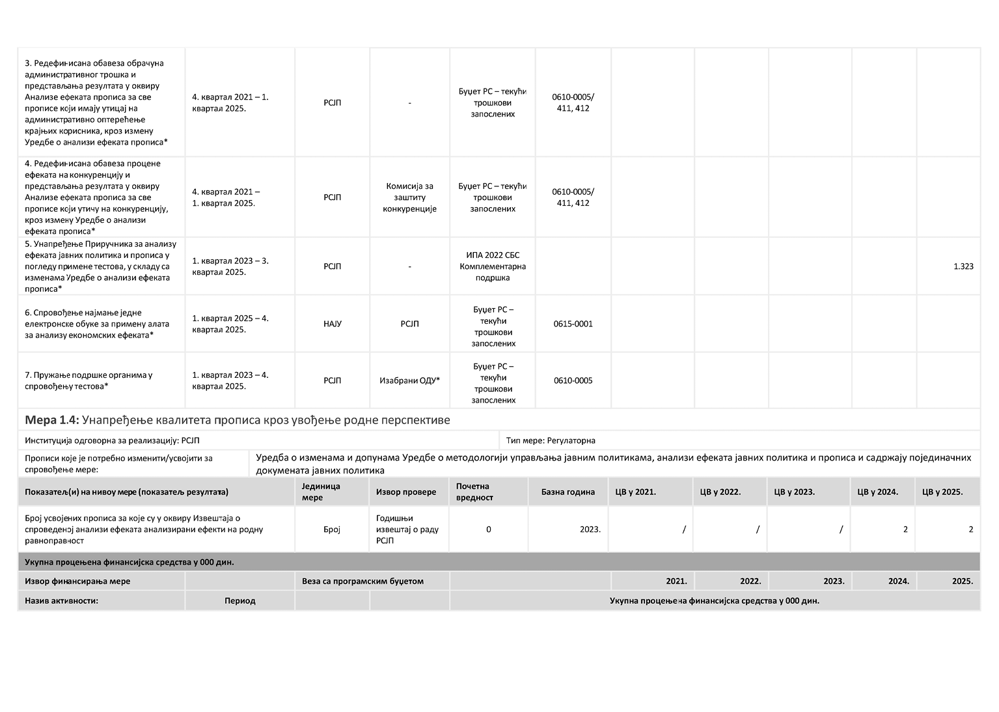 3. Редефинисана обавеза обрачуна
административног трошка и
представљања резултата у оквиру
Анализе ефеката прописа за све
прописе који имају утицај на
административно оптерећење
крајњих корисника, кроз измену
Уредбе о анализи ефеката прописа*
4. квартал 2021 – 1.
квартал 2025.
РСЈП
-
Буџет РС – текући
трошкови
запослених
0610-0005/
411, 412
4. Редефинисана обавеза процене
ефеката на конкуренцију и
представљања резултата у оквиру
Анализе ефеката прописа за све
прописе који утичу на конкуренцију,
кроз измену Уредбе о анализи
ефеката прописа*
4. квартал 2021 –
1. квартал 2025.
РСЈП
Комисија за
заштиту
конкуренције
Буџет РС – текући
трошкови
запослених
0610-0005/
411, 412
5. Унапређење Приручника за анализу
ефеката јавних политика и прописа у
погледу примене тестова, у складу са
изменама Уредбе о анализи ефеката
прописа*
1. квартал 2023 – 3.
квартал 2025.
РСЈП
-
ИПА 2022 СБС
Комплементарна
подршка
1.323
6. Спровођење најмање једне
електронске обуке за примену алата
за анализу економских ефеката*
1. квартал 2025 – 4.
квартал 2025.
НАЈУ
РСЈП
Буџет РС –
текући
трошкови
запослених
0615-0001
7. Пружање подршке органима у
спровођењу тестова*
1. квартал 2023 – 4.
квартал 2025.
РСЈП
Изабрани ОДУ*
Буџет РС –
текући
трошкови
запослених
0610-0005
Мера 1.4: Унапређење квалитета прописа кроз увођење родне перспективе
Институција одговорна за реализацију: РСЈП
Тип мере: Регулаторна
Прописи које је потребно изменити/усвојити за
спровођење мере:
Уредба о изменама и допунама Уредбе о методологији управљања јавним политикама, анализи ефеката јавних политика и прописа и садржају појединачних
докумената јавних политика
Показатељ(и) на нивоу мере (показатељ резултата)
Јединица
мере
Извор провере
Почетна
вредност
Базна година
ЦВ у 2021.
ЦВ у 2022.
ЦВ у 2023.
ЦВ у 2024.
ЦВ у 2025.
Број усвојених прописа за које су у оквиру Извештаја о
спроведеној анализи ефеката анализирани ефекти на родну
равноправност
Број
Годишњи
извештај о раду
РСЈП
0
2023.
/
/
/
2
2
Укупна процењена финансијска средства у 000 дин.
Извор финансирања мере
Веза са програмским буџетом
2021.
2022.
2023.
2024.
2025.
Назив активности:
Период
Укупна процењена финансијска средства у 000 дин.